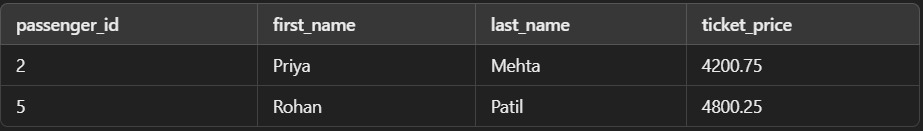 passenger_id first_name last_name ticket_price
2 Priya Mehta 4200.75
5 Rohan Patil 4800.25